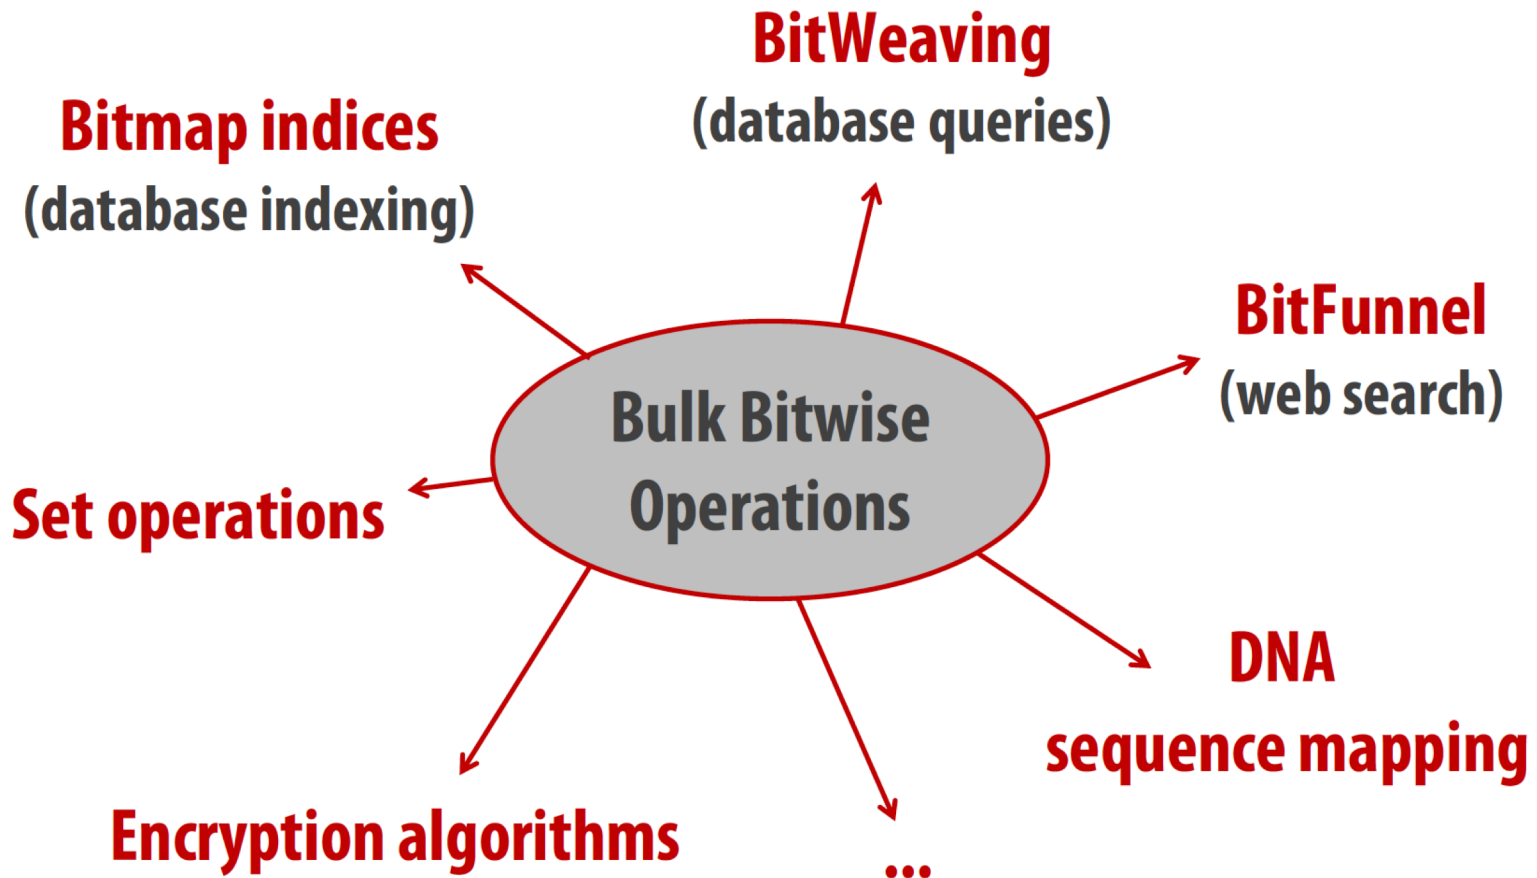 BitWeaving
(database queries)
Bitmap indices
(database indexing)
BitFunnel
(web search)
Bulk Bitwise
Operations
Set operations
DNA
sequence mapping
Encryption algorithms
...